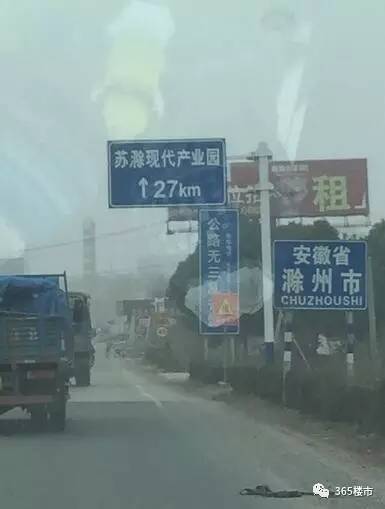 苏滁现代产业园
↑27km
租
公路无三乱
安徽省
滁州市
CHUZHOUSHI
365楼市